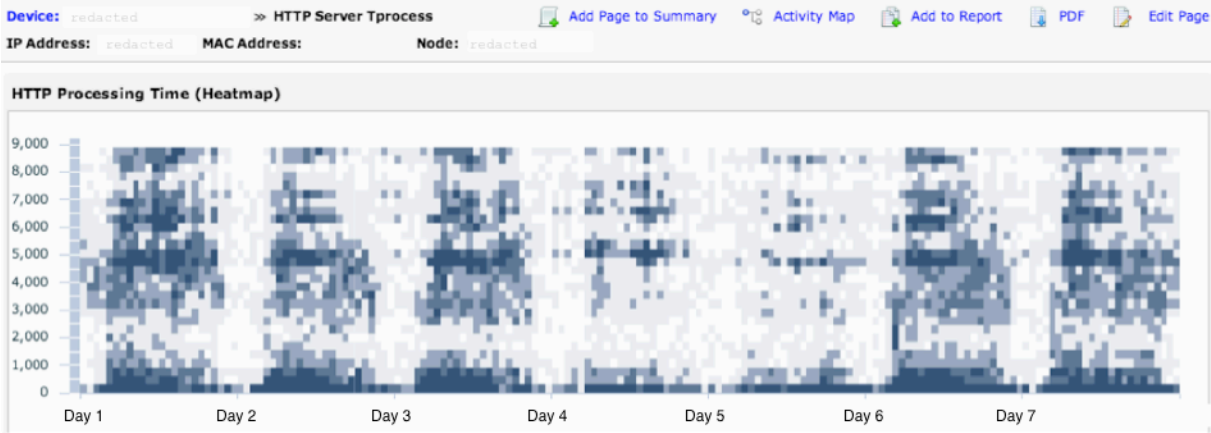 Device: redacted » HTTP Server Tprocess Add Page to Summary Activity Map Add to Report PDF Edit Page
IP Address: redacted MAC Address: Node: redacted
HTTP Processing Time (Heatmap)
9,000
8,000
7,000
6,000
5,000
4,000
3,000
2,000
1,000
0
Day 1 Day 2 Day 3 Day 4 Day 5 Day 6 Day 7